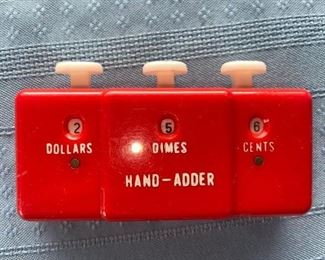 2 5 6
DOLLARS DIMES CENTS
HAND-ADDER